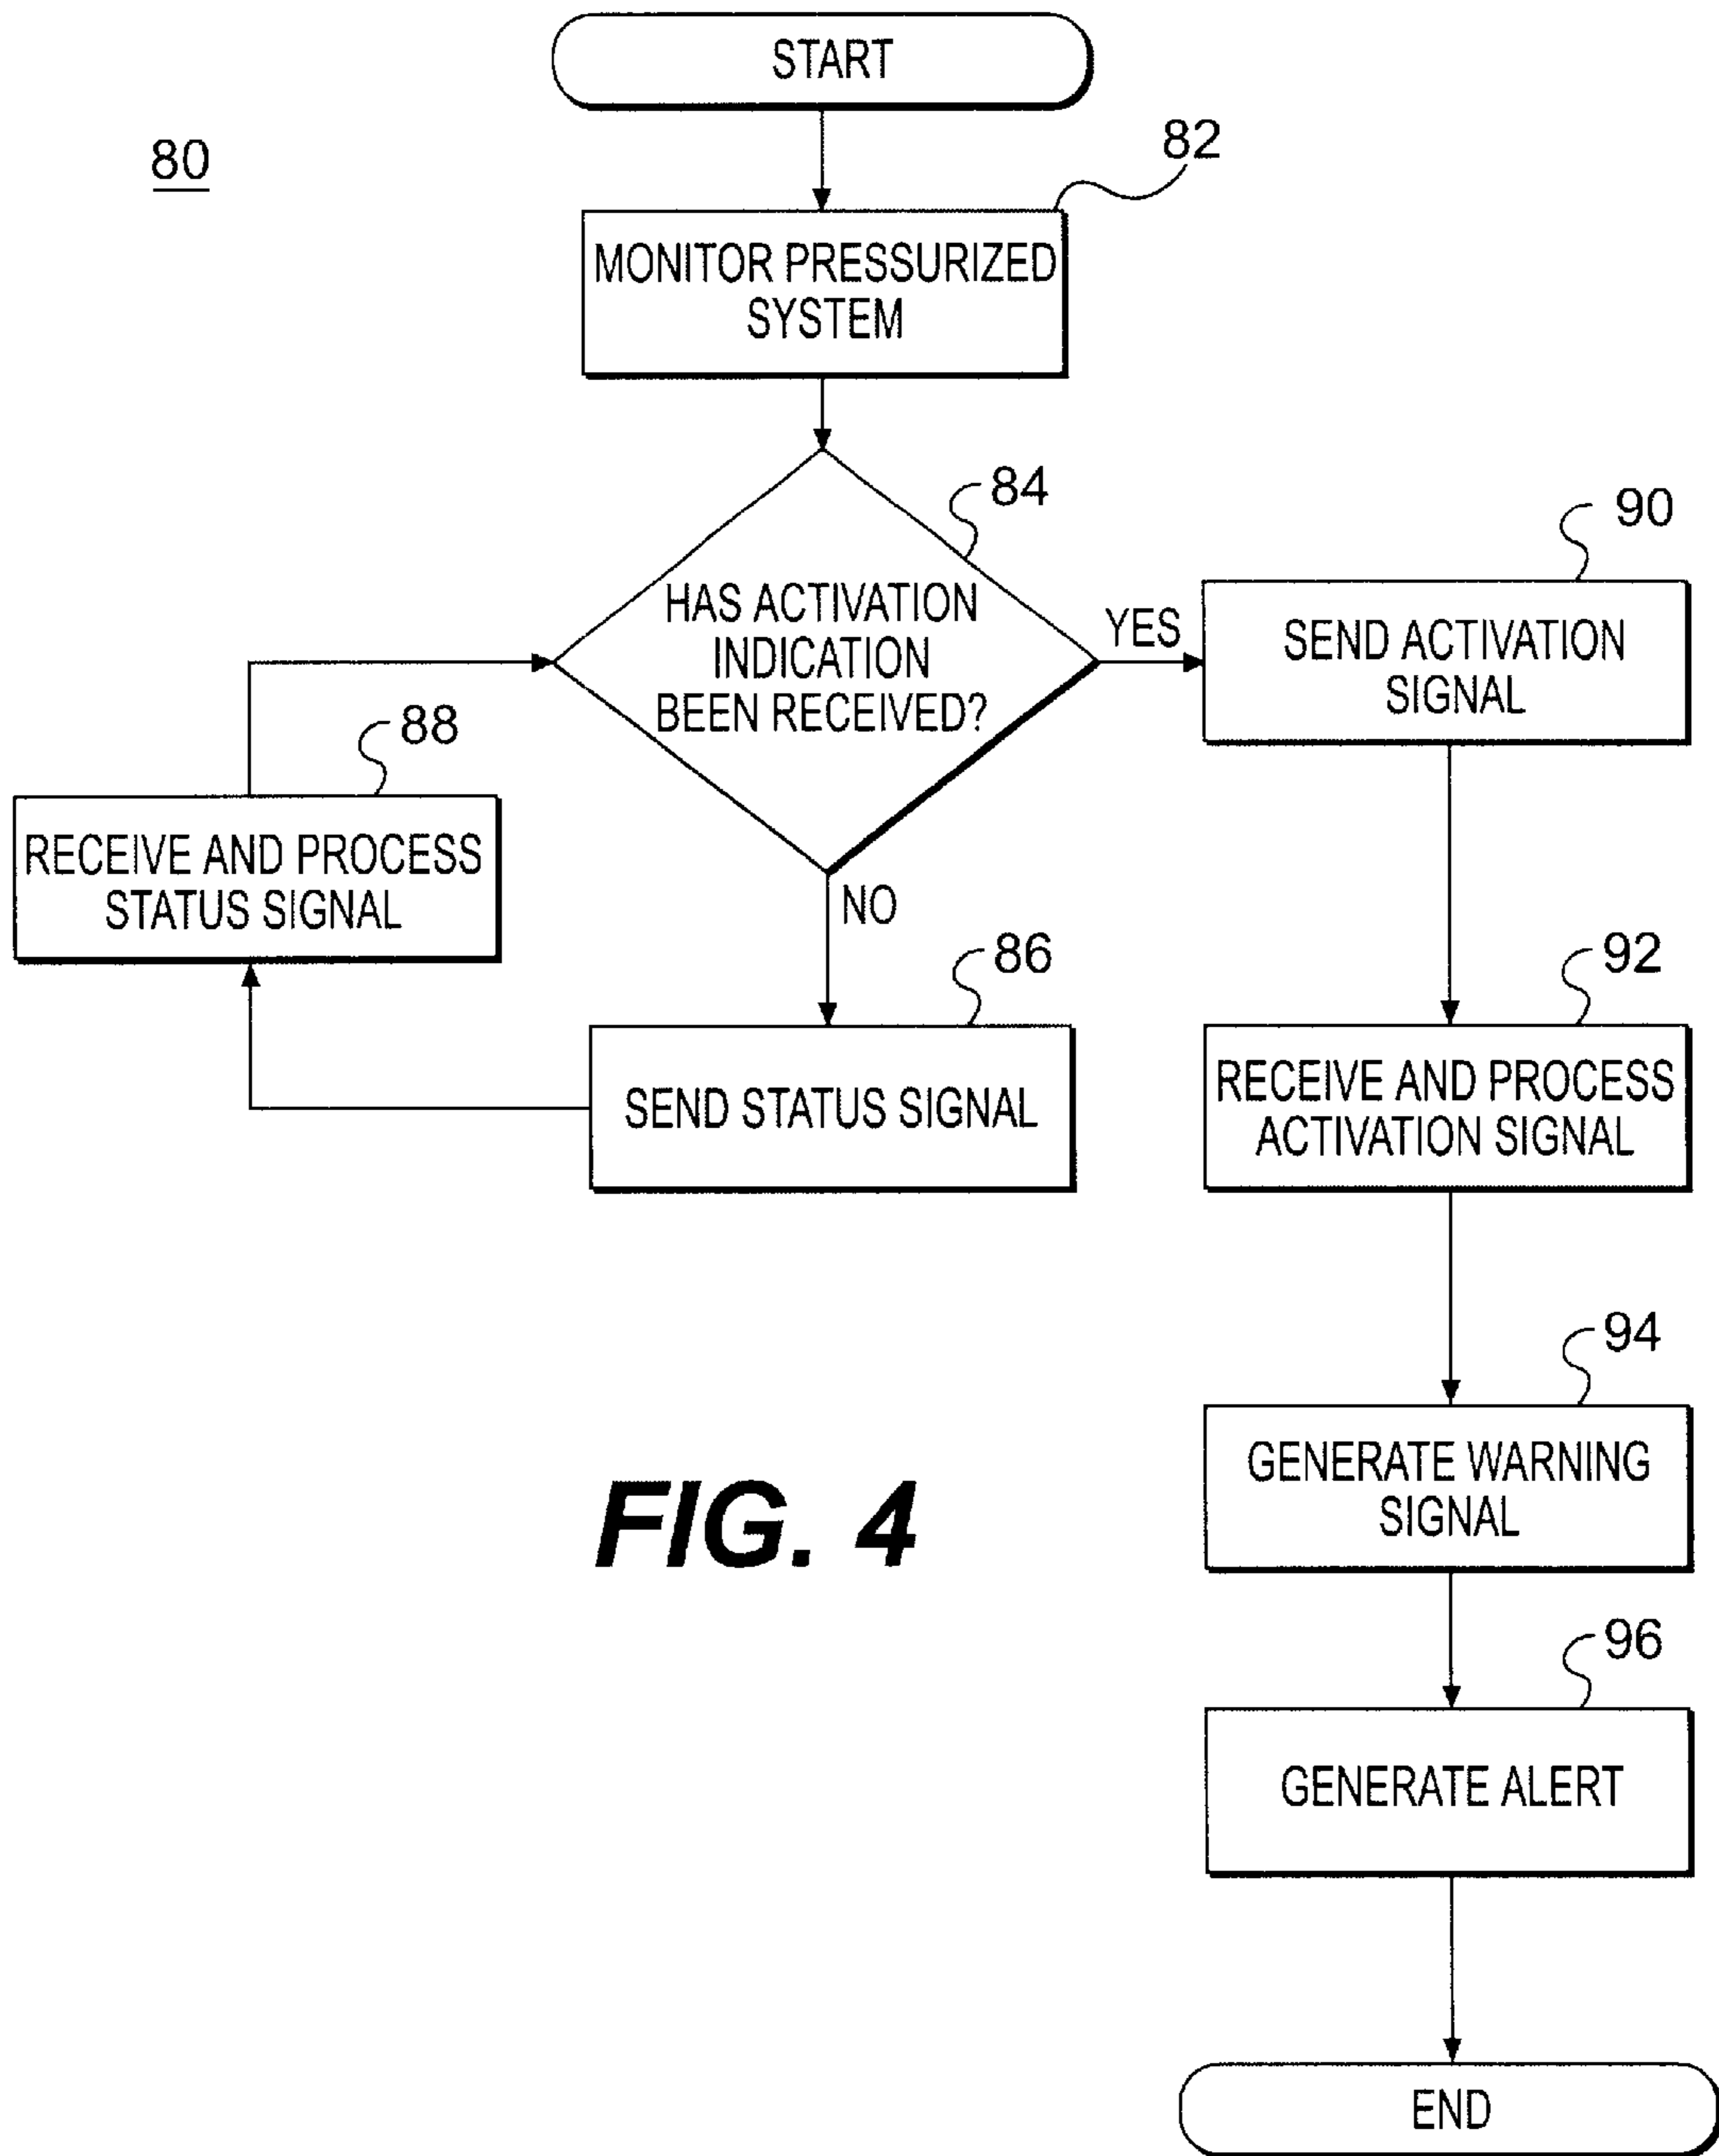 START
80
82
MONITOR PRESSURIZED
SYSTEM
84
HAS ACTIVATION
INDICATION
BEEN RECEIVED?
YES
90
SEND ACTIVATION
SIGNAL
88
RECEIVE AND PROCESS
STATUS SIGNAL
NO
86
SEND STATUS SIGNAL
92
RECEIVE AND PROCESS
ACTIVATION SIGNAL
94
GENERATE WARNING
SIGNAL
FIG. 4
96
GENERATE ALERT
END